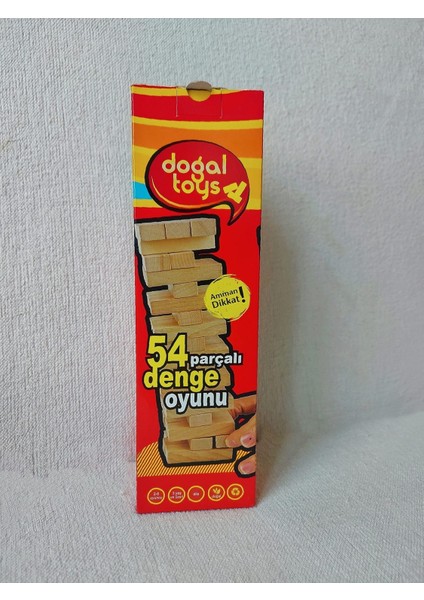 dogal
toys
Amman
Dikkat!
54 parçalı
denge
oyunu